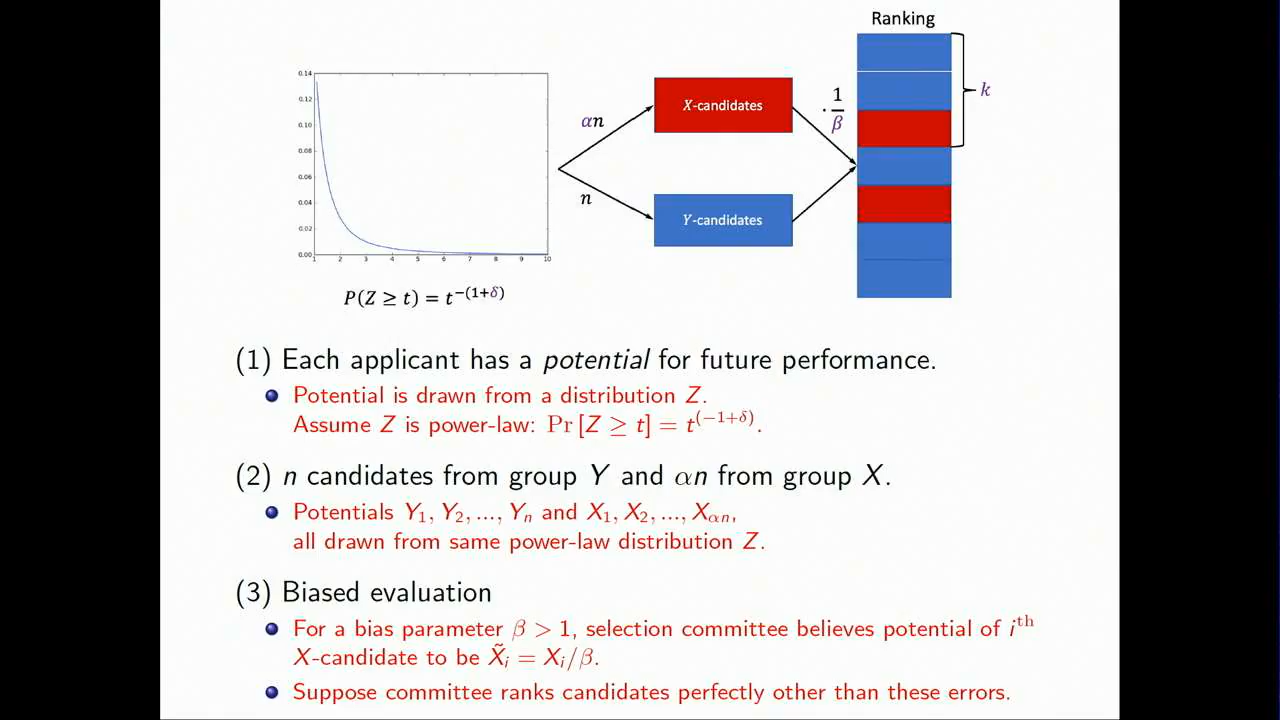 Ranking
0.14
0.12
0.10
0.08
0.06
0.04
0.02
0.00
1 2 3 4 5 6 7 8 9 10
αn
n
X-candidates
Y-candidates
· 1/β
k
P(Z ≥ t) = t^−(1+δ)
(1) Each applicant has a potential for future performance.
Potential is drawn from a distribution Z.
Assume Z is power-law: Pr [Z ≥ t] = t^(−1+δ).
(2) n candidates from group Y and αn from group X.
Potentials Y₁, Y₂, ..., Yₙ and X₁, X₂, ..., X_αn,
all drawn from same power-law distribution Z.
(3) Biased evaluation
For a bias parameter β > 1, selection committee believes potential of i^th
X-candidate to be X̃ᵢ = Xᵢ/β.
Suppose committee ranks candidates perfectly other than these errors.